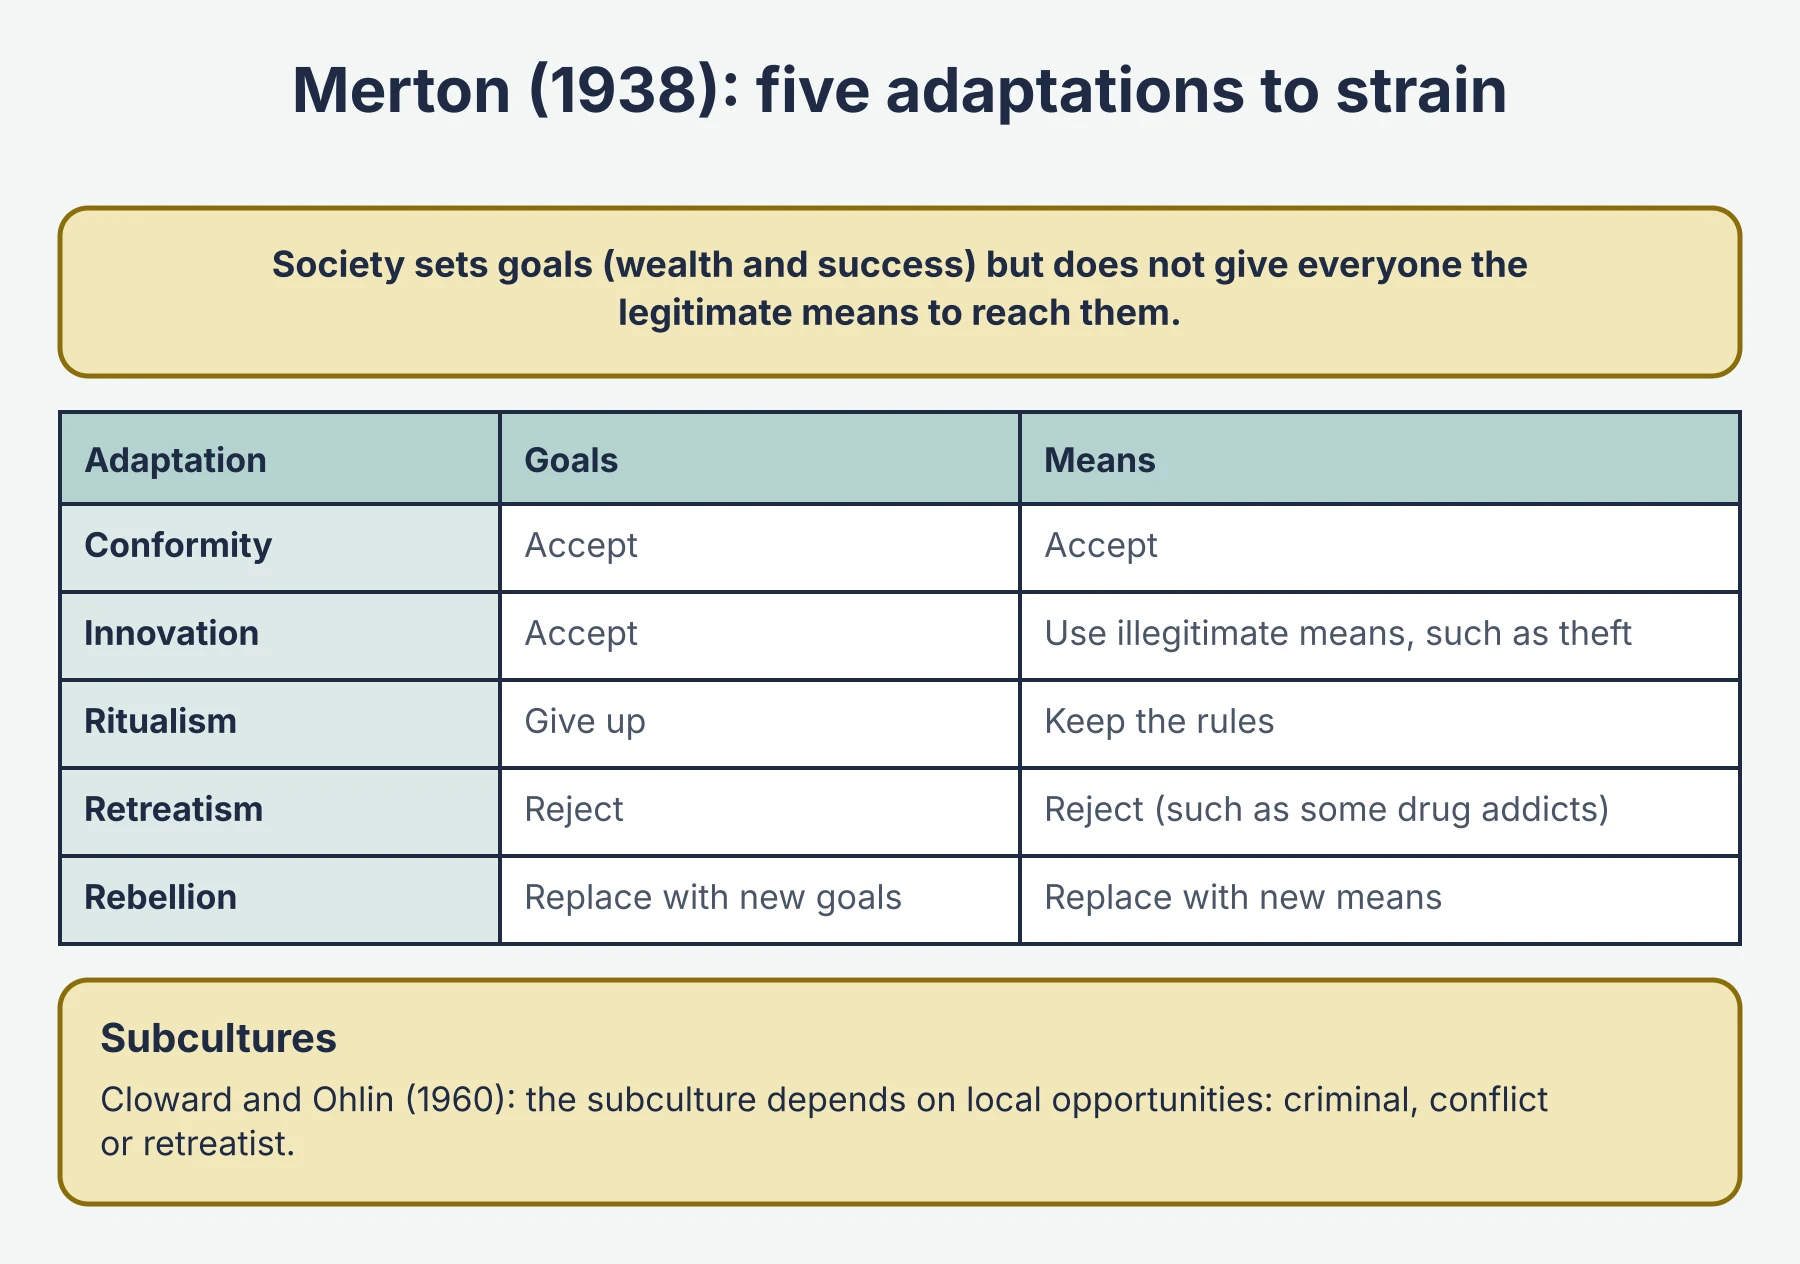 Merton (1938): five adaptations to strain
Society sets goals (wealth and success) but does not give everyone the
legitimate means to reach them.
Adaptation Goals Means
Conformity Accept Accept
Innovation Accept Use illegitimate means, such as theft
Ritualism Give up Keep the rules
Retreatism Reject Reject (such as some drug addicts)
Rebellion Replace with new goals Replace with new means
Subcultures
Cloward and Ohlin (1960): the subculture depends on local opportunities: criminal, conflict
or retreatist.